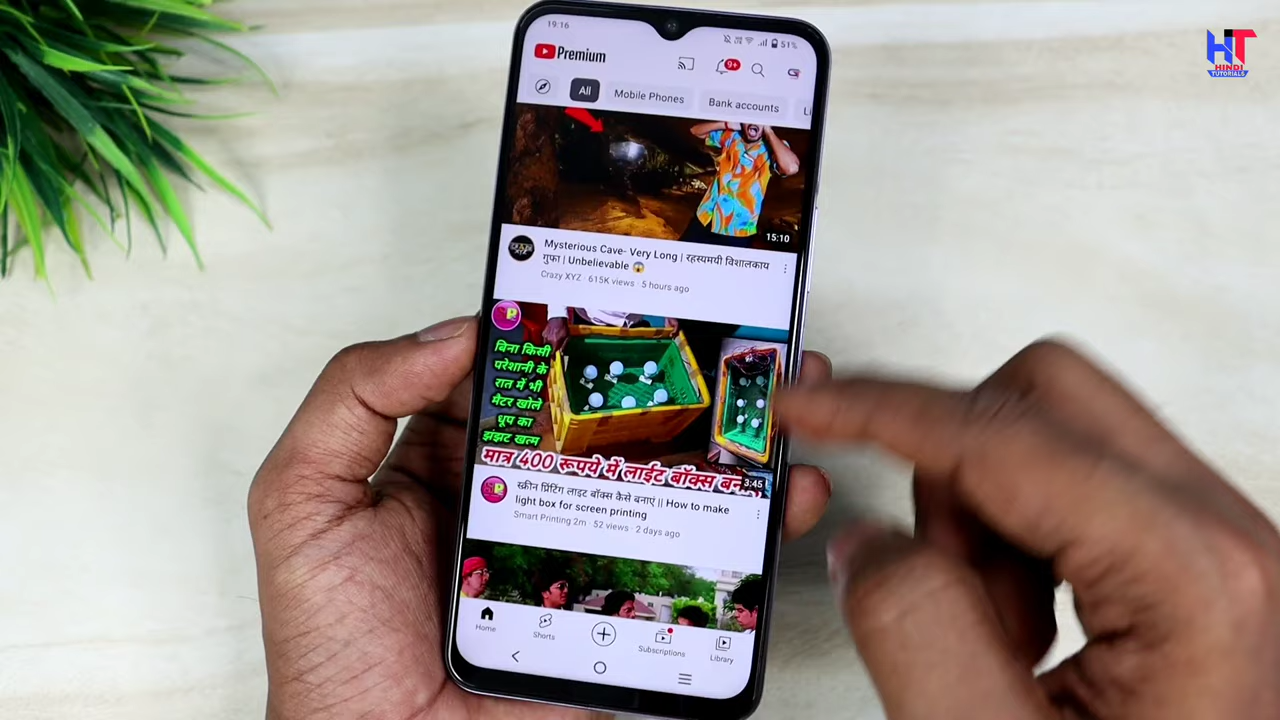 19:16
51%
Premium
9+
All
Mobile Phones
Bank accounts
Li
HT
HINDI
TUTORIALS
15:10
Mysterious Cave- Very Long | रहस्यमयी विशालकाय
गुफा | Unbelievable 😱
Crazy XYZ · 615K views · 5 hours ago
SP
बिना किसी
परेशानी के
रात में भी
मैटर खोले
धूप का
झंझट खत्म
मात्र 400 रूपये में लाईट बॉक्स बनाए
3:45
स्क्रीन प्रिंटिंग लाइट बॉक्स कैसे बनाएं || How to make
light box for screen printing
Smart Printing 2m · 52 views · 2 days ago
Home
Shorts
Subscriptions
Library